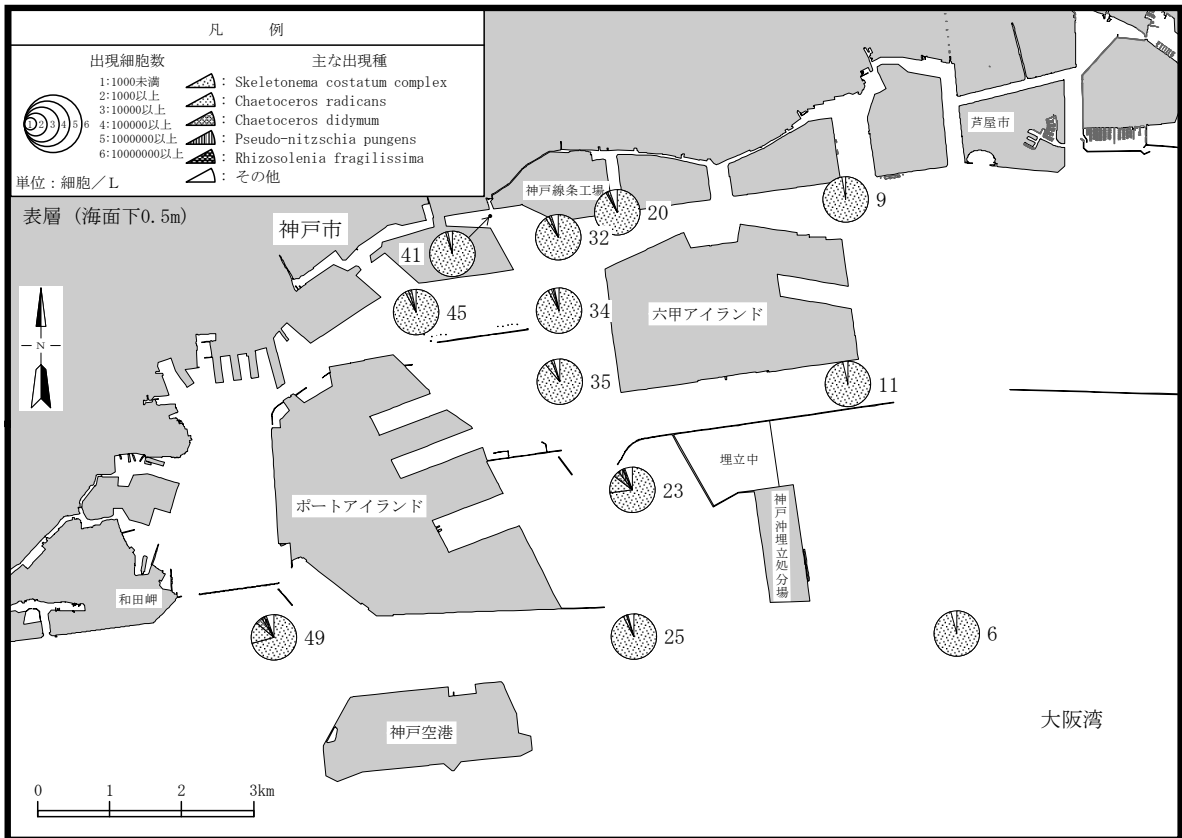 凡 例
出現細胞数
1:1000未満
2:1000以上
3:10000以上
4:100000以上
5:1000000以上
6:10000000以上
1 2 3 4 5 6
単位：細胞／L
主な出現種
: Skeletonema costatum complex
: Chaetoceros radicans
: Chaetoceros didymum
: Pseudo-nitzschia pungens
: Rhizosolenia fragilissima
: その他
表層（海面下0.5m）
芦屋市
神戸線条工場
神戸市
9
20
32
41
45
34
六甲アイランド
N
35
11
埋立中
23
ポートアイランド
神戸沖埋立処分場
和田岬
49
25
6
大阪湾
神戸空港
0 1 2 3km